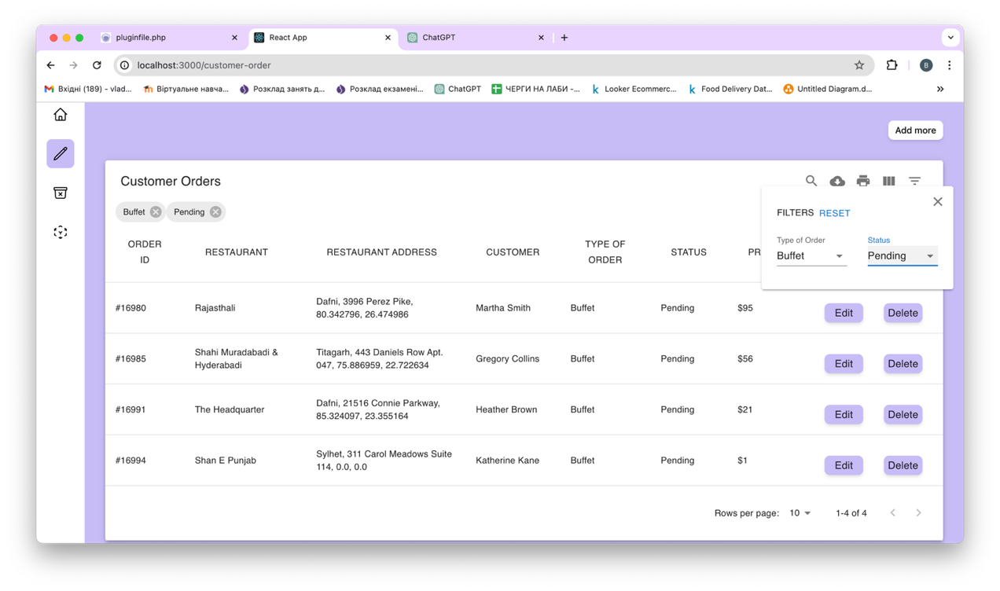 pluginfile.php
React App
ChatGPT
localhost:3000/customer-order
B
Вхідні (189) - vlad...
Віртуальне навча...
Розклад занять д...
Розклад екзамені...
ChatGPT
ЧЕРГИ НА ЛАБИ -...
Looker Ecommerc...
Food Delivery Dat...
Untitled Diagram.d...
Add more
Customer Orders
Buffet
Pending
FILTERS RESET
Type of Order
Status
Buffet
Pending
ORDER
ID
RESTAURANT
RESTAURANT ADDRESS
CUSTOMER
TYPE OF
ORDER
STATUS
PR
#16980
Rajasthali
Dafni, 3996 Perez Pike,
80.342796, 26.474986
Martha Smith
Buffet
Pending
$95
Edit
Delete
#16985
Shahi Muradabadi &
Hyderabadi
Titagarh, 443 Daniels Row Apt.
047, 75.886959, 22.722634
Gregory Collins
Buffet
Pending
$56
Edit
Delete
#16991
The Headquarter
Dafni, 21516 Connie Parkway,
85.324097, 23.355164
Heather Brown
Buffet
Pending
$21
Edit
Delete
#16994
Shan E Punjab
Sylhet, 311 Carol Meadows Suite
114, 0.0, 0.0
Katherine Kane
Buffet
Pending
$1
Edit
Delete
Rows per page: 10
1-4 of 4